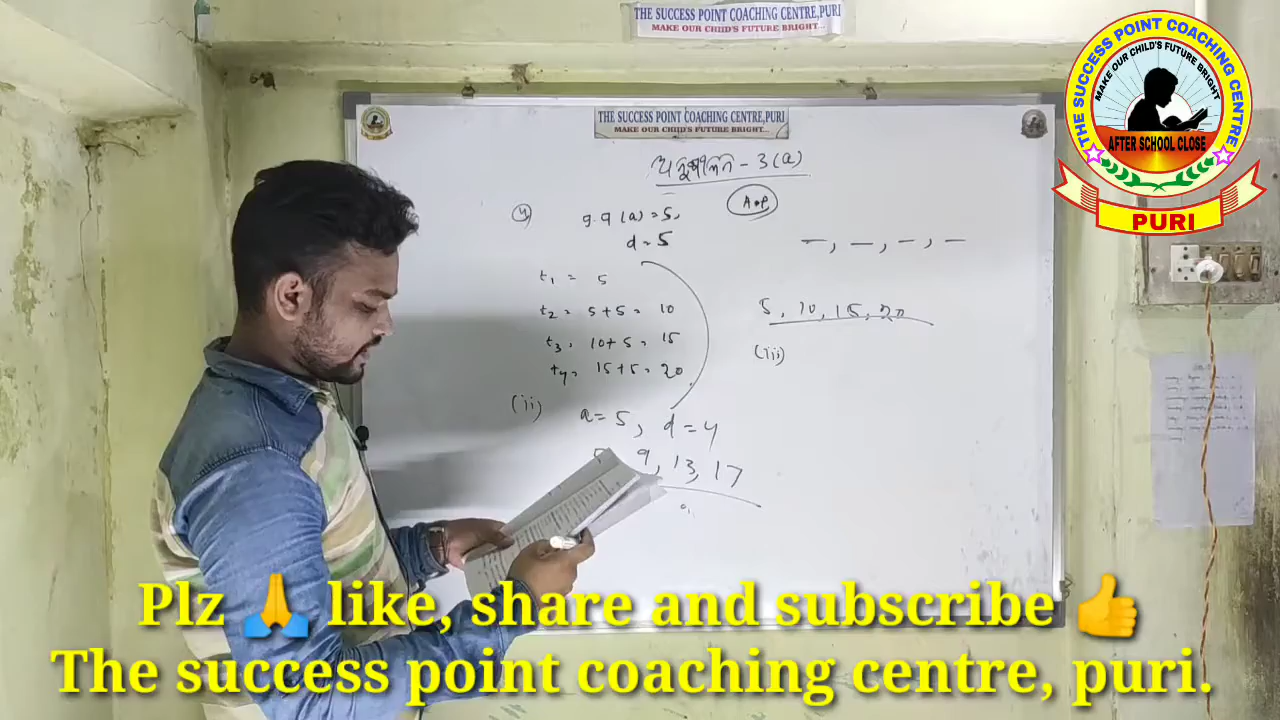 THE SUCCESS POINT COACHING CENTRE,PURI
MAKE OUR CHILD'S FUTURE BRIGHT...
THE SUCCESS POINT COACHING CENTRE
MAKE OUR CHILD'S FUTURE BRIGHT
AFTER SCHOOL CLOSE
PURI
THE SUCCESS POINT COACHING CENTRE,PURI
MAKE OUR CHILD'S FUTURE BRIGHT...
- 3(a)
A.P
(a) = 5,
d = 5
—, —, —, —
t₁ = 5
t₂ = 5+5 = 10
t₃ = 10+5 = 15
t₄ = 15+5 = 20
5, 10, 15, 20
(iii)
(ii) a = 5, d = 4
9, 13, 17
Plz 🙏 like, share and subscribe 👍
The success point coaching centre, puri.